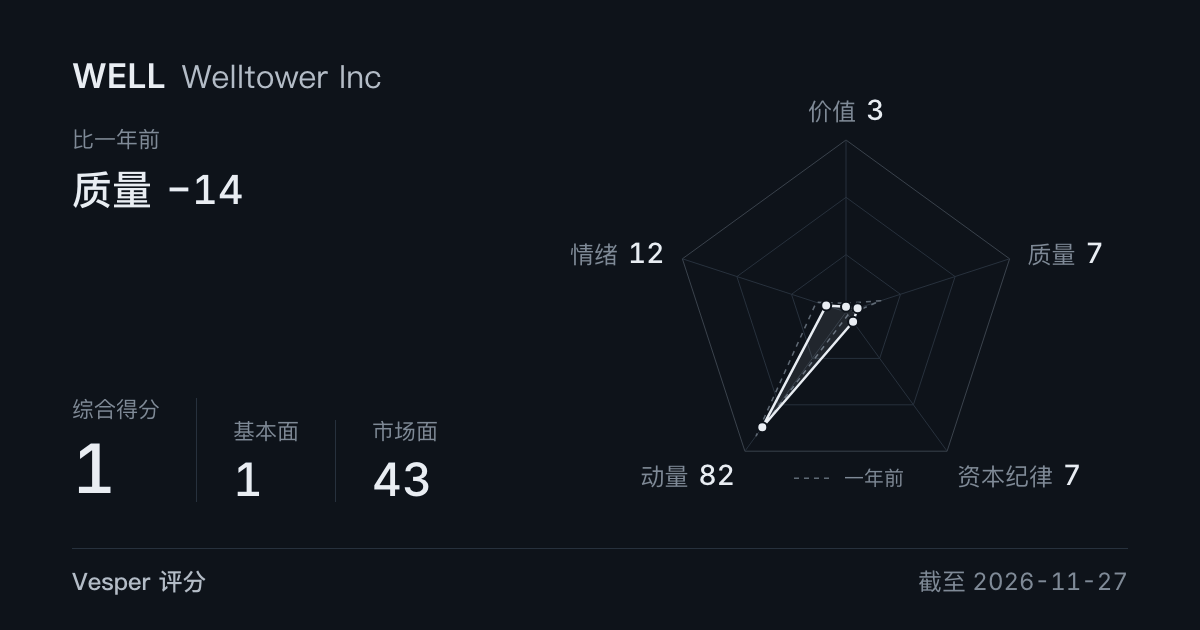 WELL Welltower Inc
比一年前
质量 −14
价值 3
情绪 12
质量 7
动量 82
---- 一年前
资本纪律 7
综合得分
1
基本面
1
市场面
43
Vesper 评分
截至 2026-11-27